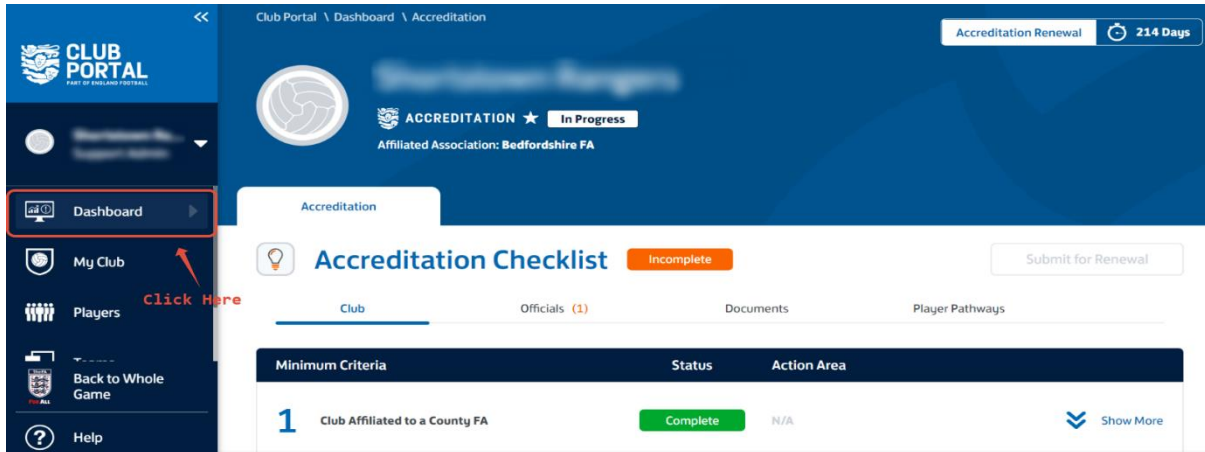 Club Portal \ Dashboard \ Accreditation
Accreditation Renewal
214 Days
CLUB
PORTAL
PART OF ENGLAND FOOTBALL
ACCREDITATION ★ In Progress
Affiliated Association: Bedfordshire FA
Dashboard
My Club
Players
Click Here
Back to Whole
Game
FOR ALL
Help
Accreditation
Accreditation Checklist
Incomplete
Submit for Renewal
Club
Officials (1)
Documents
Player Pathways
Minimum Criteria
Status
Action Area
1
Club Affiliated to a County FA
Complete
N/A
Show More